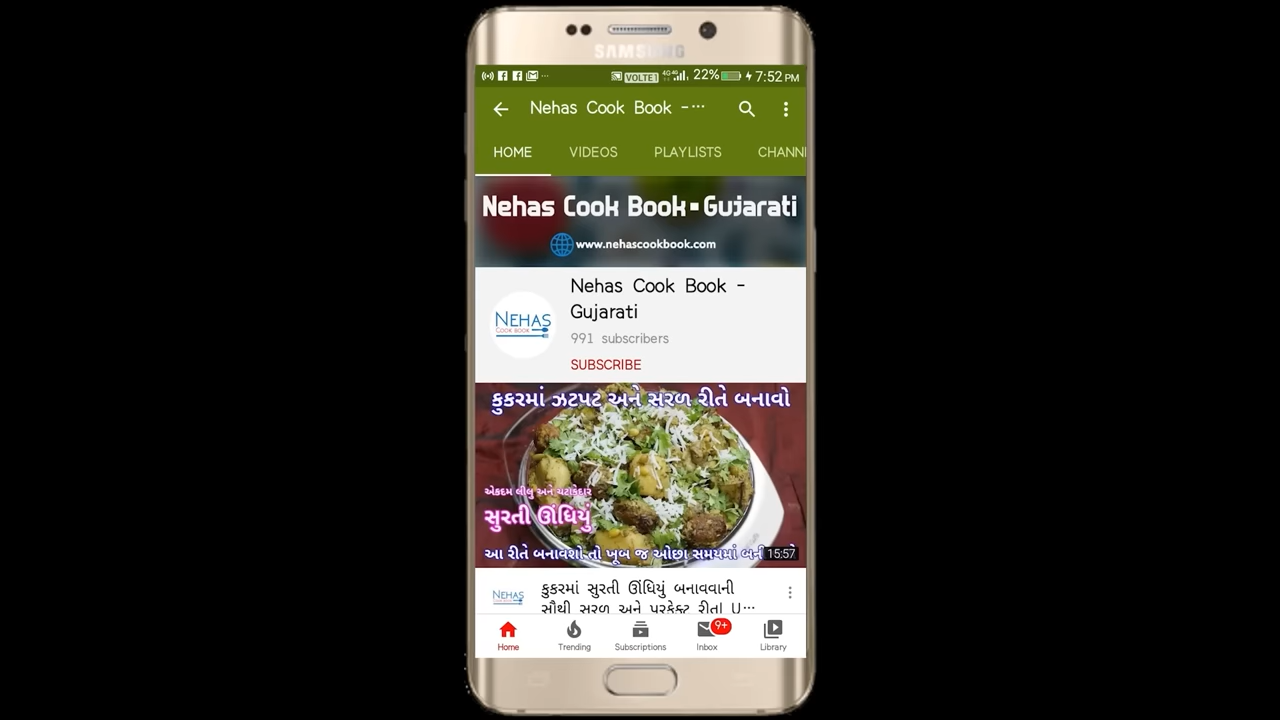 SAMSUNG
VOLTE1 4G 4G 22% 7:52 PM
Nehas Cook Book -...
HOME VIDEOS PLAYLISTS CHANN
Nehas Cook Book - Gujarati
www.nehascookbook.com
NEHAS
COOK BOOK
Nehas Cook Book -
Gujarati
991 subscribers
SUBSCRIBE
કુકરમાં ઝટપટ અને સરળ રીતે બનાવો
એકદમ લીલુ અને ચટાકેદાર
સુરતી ઊંધિયું
આ રીતે બનાવશો તો ખૂબ જ ઓછા સમયમાં
15:57
NEHAS
કુકરમાં સુરતી ઊંધિયું બનાવવાની
સૌથી સરળ અને પરફેક્ટ રીત| U...
9+
Home Trending Subscriptions Inbox Library